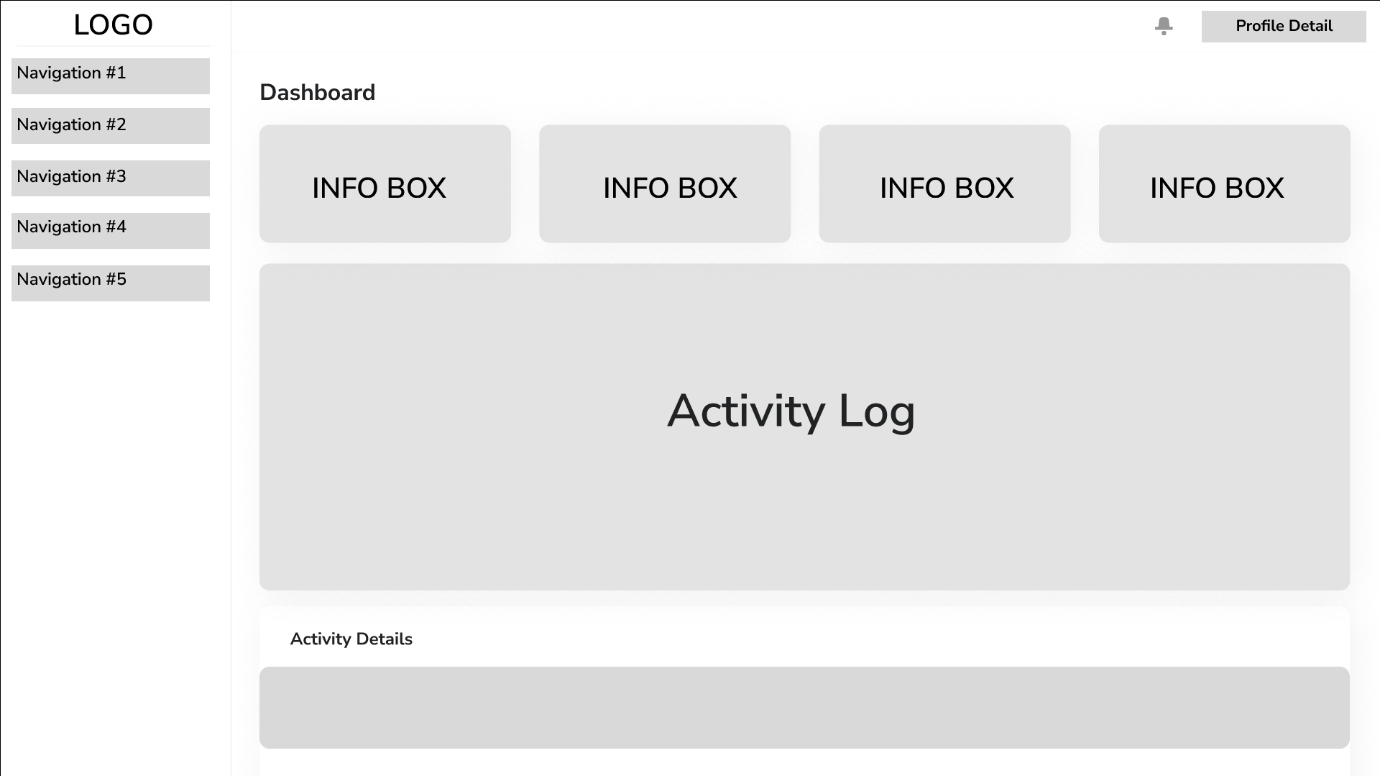 LOGO
Profile Detail
Navigation #1
Navigation #2
Navigation #3
Navigation #4
Navigation #5
Dashboard
INFO BOX
INFO BOX
INFO BOX
INFO BOX
Activity Log
Activity Details